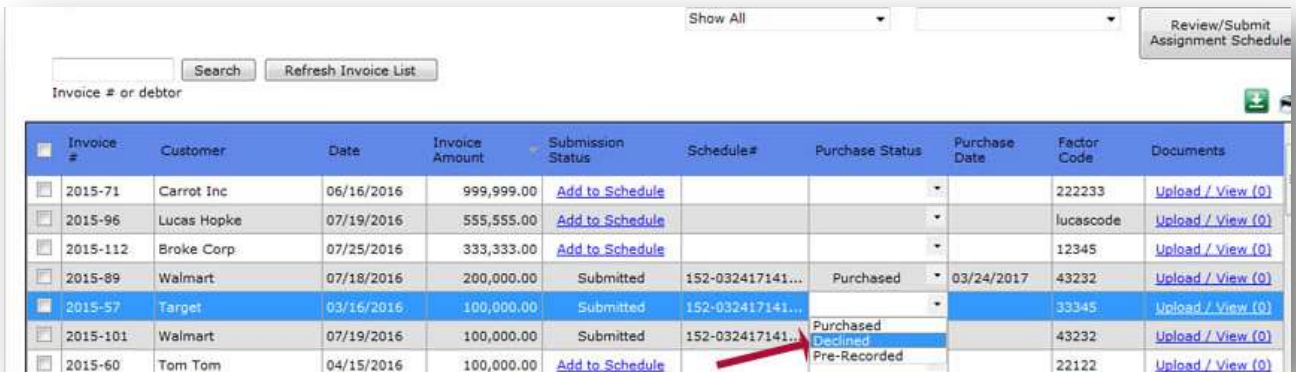 Show All
Review/Submit
Assignment Schedule
Search Refresh Invoice List
Invoice # or debtor
Invoice # Customer Date Invoice Amount Submission Status Schedule# Purchase Status Purchase Date Factor Code Documents
2015-71 Carrot Inc 06/16/2016 999,999.00 Add to Schedule 222233 Upload / View (0)
2015-96 Lucas Hopke 07/19/2016 555,555.00 Add to Schedule lucascode Upload / View (0)
2015-112 Broke Corp 07/25/2016 333,333.00 Add to Schedule 12345 Upload / View (0)
2015-89 Walmart 07/18/2016 200,000.00 Submitted 152-032417141... Purchased 03/24/2017 43232 Upload / View (0)
2015-57 Target 03/16/2016 100,000.00 Submitted 152-032417141... 33345 Upload / View (0)
Purchased
2015-101 Walmart 07/19/2016 100,000.00 Submitted 152-032417141... Declined 43232 Upload / View (0)
Pre-Recorded
2015-60 Tom Tom 04/15/2016 100,000.00 Add to Schedule 22122 Upload / View (0)